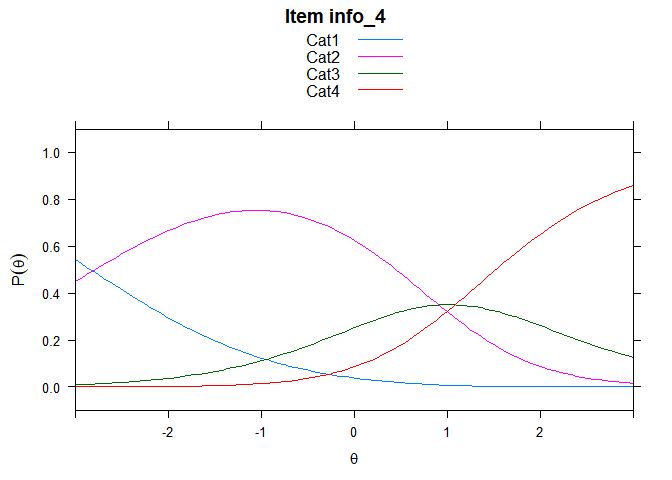 Item info_4
Cat1
Cat2
Cat3
Cat4
1.0
0.8
0.6
0.4
0.2
0.0
P(θ)
-2 -1 0 1 2
θ